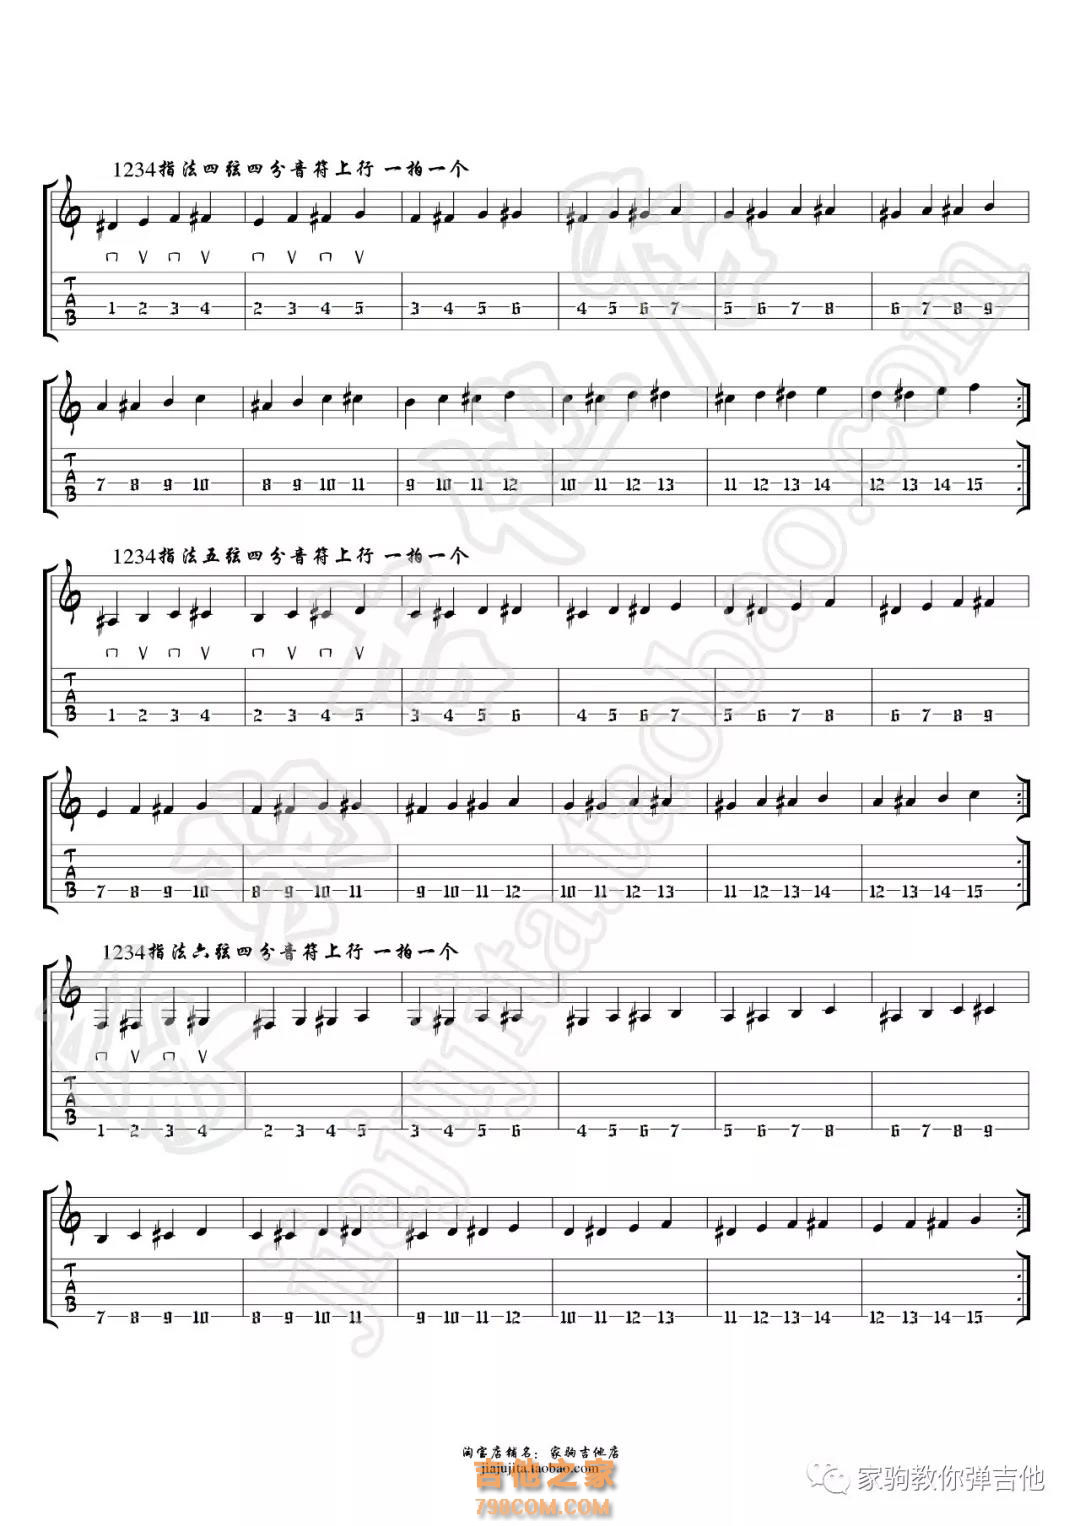 1234指法四弦四分音符上行 一拍一个
T 1 2 3 4 2 3 4 5 3 4 5 6 4 5 6 7 5 6 7 8 6 7 8 9
A
B
T 7 8 9 10 8 9 10 11 9 10 11 12 10 11 12 13 11 12 13 14 12 13 14 15
A
B
1234指法五弦四分音符上行 一拍一个
T
A
B 1 2 3 4 2 3 4 5 3 4 5 6 4 5 6 7 5 6 7 8 6 7 8 9
T
A
B 7 8 9 10 8 9 10 11 9 10 11 12 10 11 12 13 11 12 13 14 12 13 14 15
1234指法六弦四分音符上行 一拍一个
T
A
B
1 2 3 4 2 3 4 5 3 4 5 6 4 5 6 7 5 6 7 8 6 7 8 9
T
A
B
7 8 9 10 8 9 10 11 9 10 11 12 10 11 12 13 11 12 13 14 12 13 14 15
家驹吉他店
jiajujita.taobao.com
淘宝店铺名：家驹吉他店
jiajujita.taobao.com
吉他之家
798COM.COM
家驹教你弹吉他